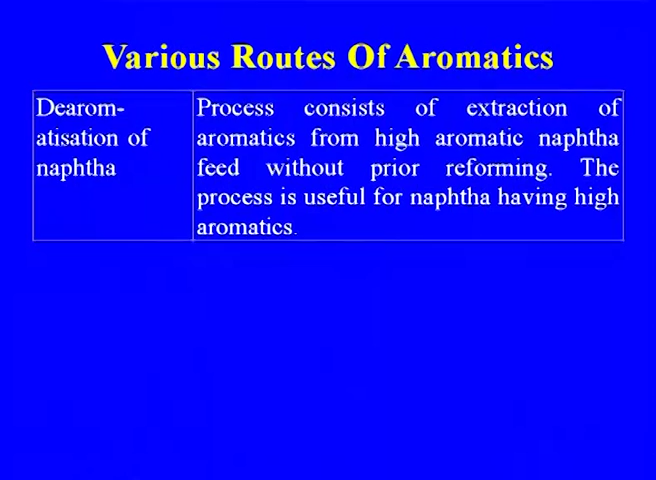 Various Routes Of Aromatics
Dearom-
atisation of
naphtha
Process consists of extraction of
aromatics from high aromatic naphtha
feed without prior reforming. The
process is useful for naphtha having high
aromatics.